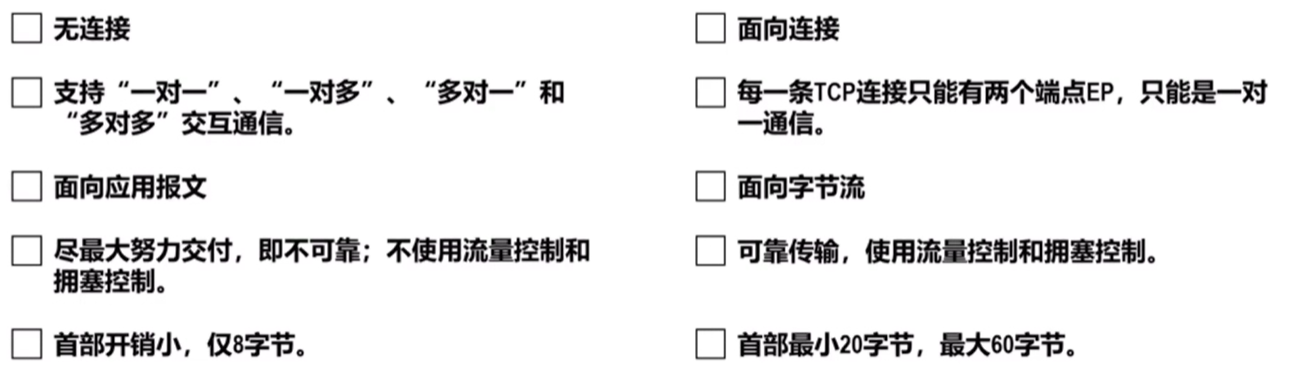 无连接
支持“一对一”、“一对多”、“多对一”和
“多对多”交互通信。
面向应用报文
尽最大努力交付，即不可靠；不使用流量控制和
拥塞控制。
首部开销小，仅8字节。
面向连接
每一条TCP连接只能有两个端点EP，只能是一对
一通信。
面向字节流
可靠传输，使用流量控制和拥塞控制。
首部最小20字节，最大60字节。